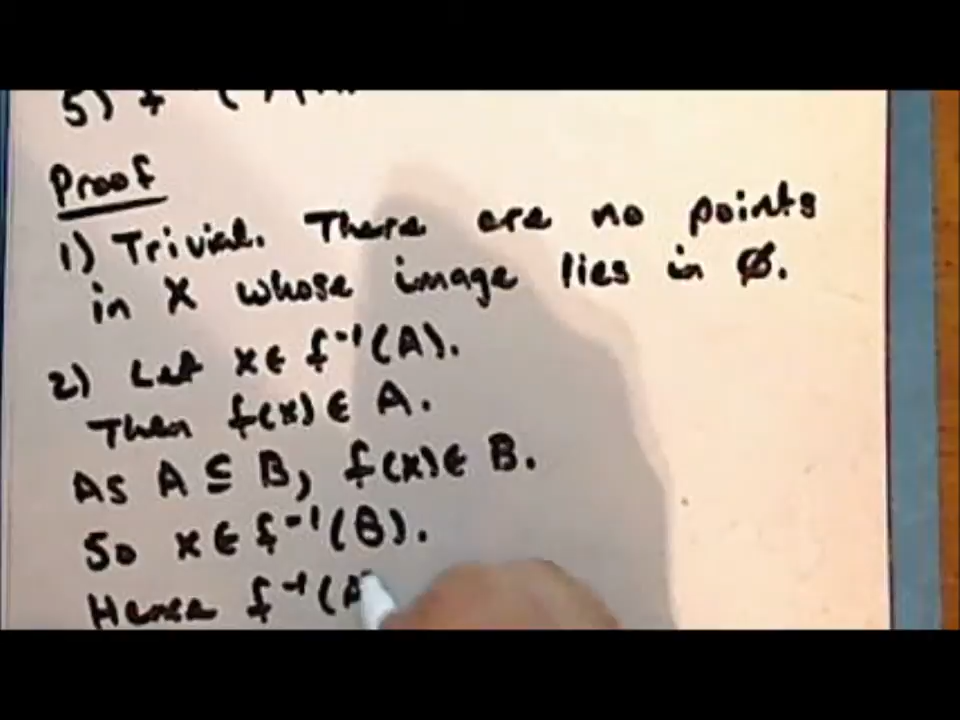 5) f
Proof
1) Trivial. There are no points
in X whose image lies in Ø.
2) Let x ∈ f⁻¹(A).
Then f(x) ∈ A.
As A ⊆ B, f(x) ∈ B.
So x ∈ f⁻¹(B).
Hence f⁻¹(A